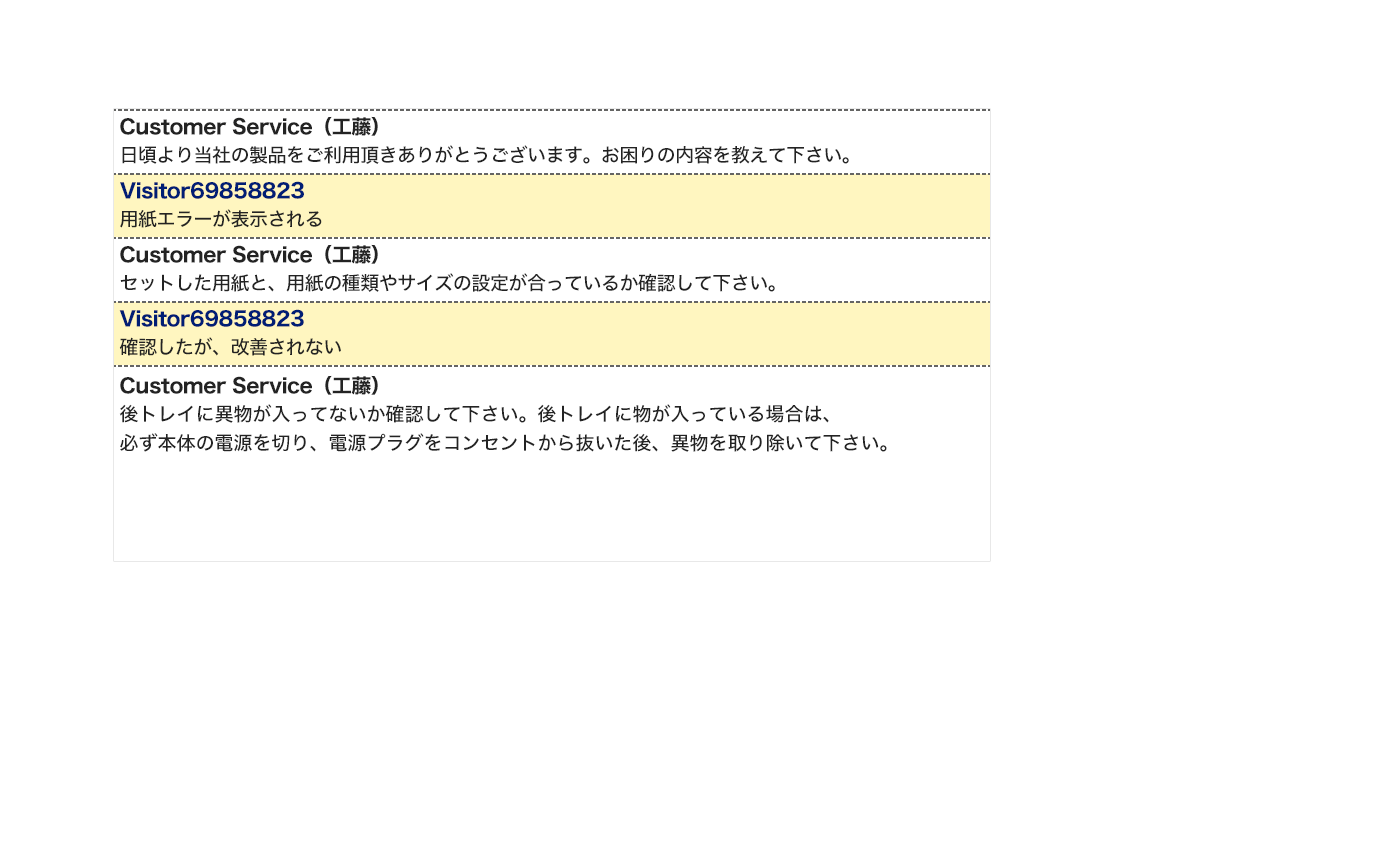 Customer Service（工藤）
日頃より当社の製品をご利用頂きありがとうございます。お困りの内容を教えて下さい。
Visitor69858823
用紙エラーが表示される
Customer Service（工藤）
セットした用紙と、用紙の種類やサイズの設定が合っているか確認して下さい。
Visitor69858823
確認したが、改善されない
Customer Service（工藤）
後トレイに異物が入ってないか確認して下さい。後トレイに物が入っている場合は、
必ず本体の電源を切り、電源プラグをコンセントから抜いた後、異物を取り除いて下さい。